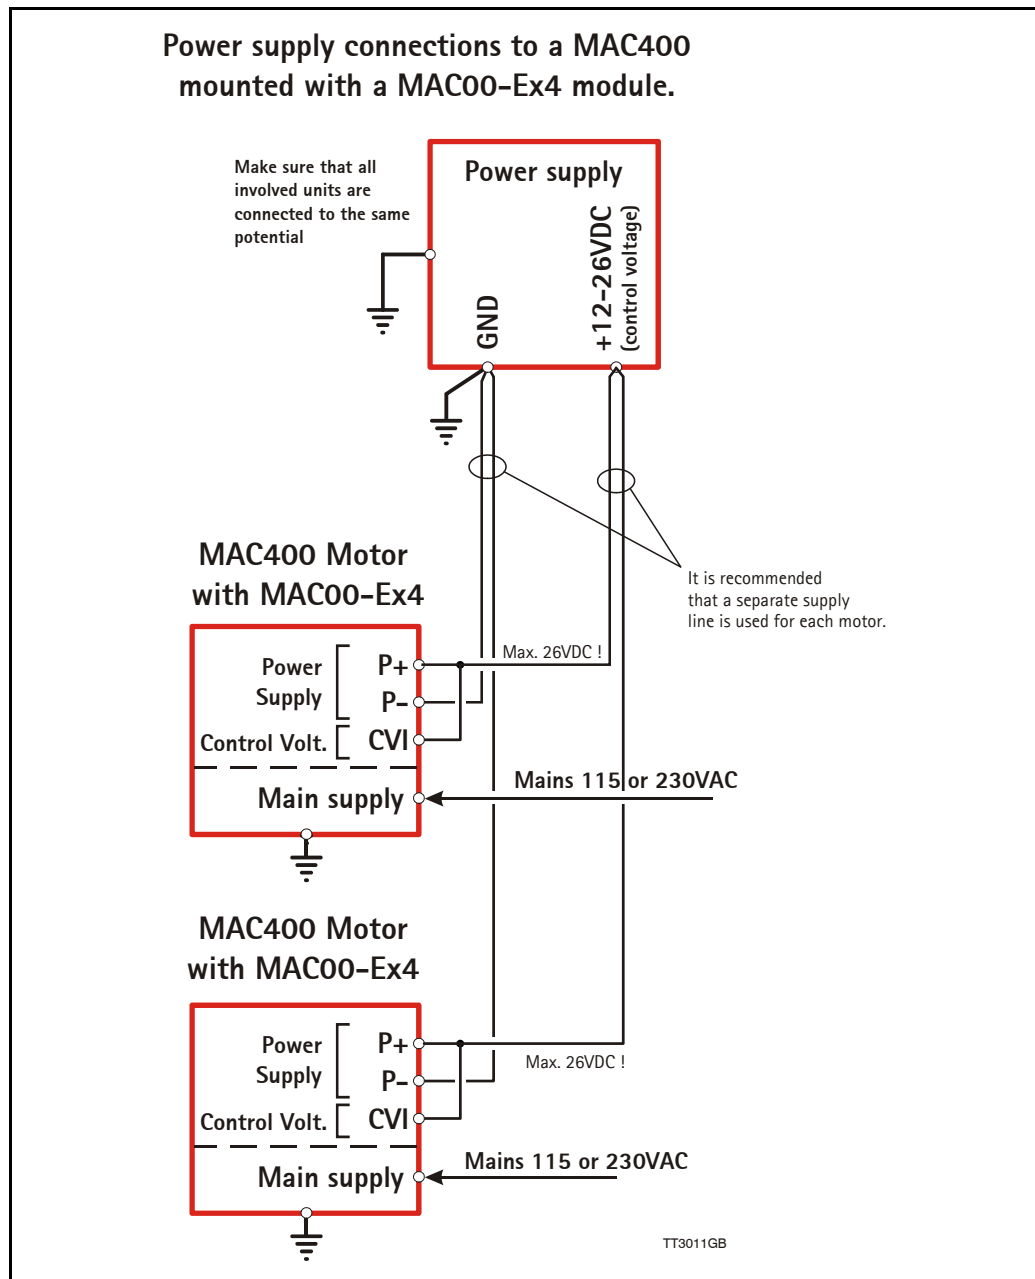 Power supply connections to a MAC400
mounted with a MAC00-Ex4 module.
Make sure that all
involved units are
connected to the same
potential
Power supply
GND
+12-26VDC
(control voltage)
It is recommended
that a separate supply
line is used for each motor.
MAC400 Motor
with MAC00-Ex4
Power
Supply
P+
P-
Control Volt.
CVI
Max. 26VDC !
Main supply
Mains 115 or 230VAC
MAC400 Motor
with MAC00-Ex4
Power
Supply
P+
P-
Control Volt.
CVI
Max. 26VDC !
Main supply
Mains 115 or 230VAC
TT3011GB